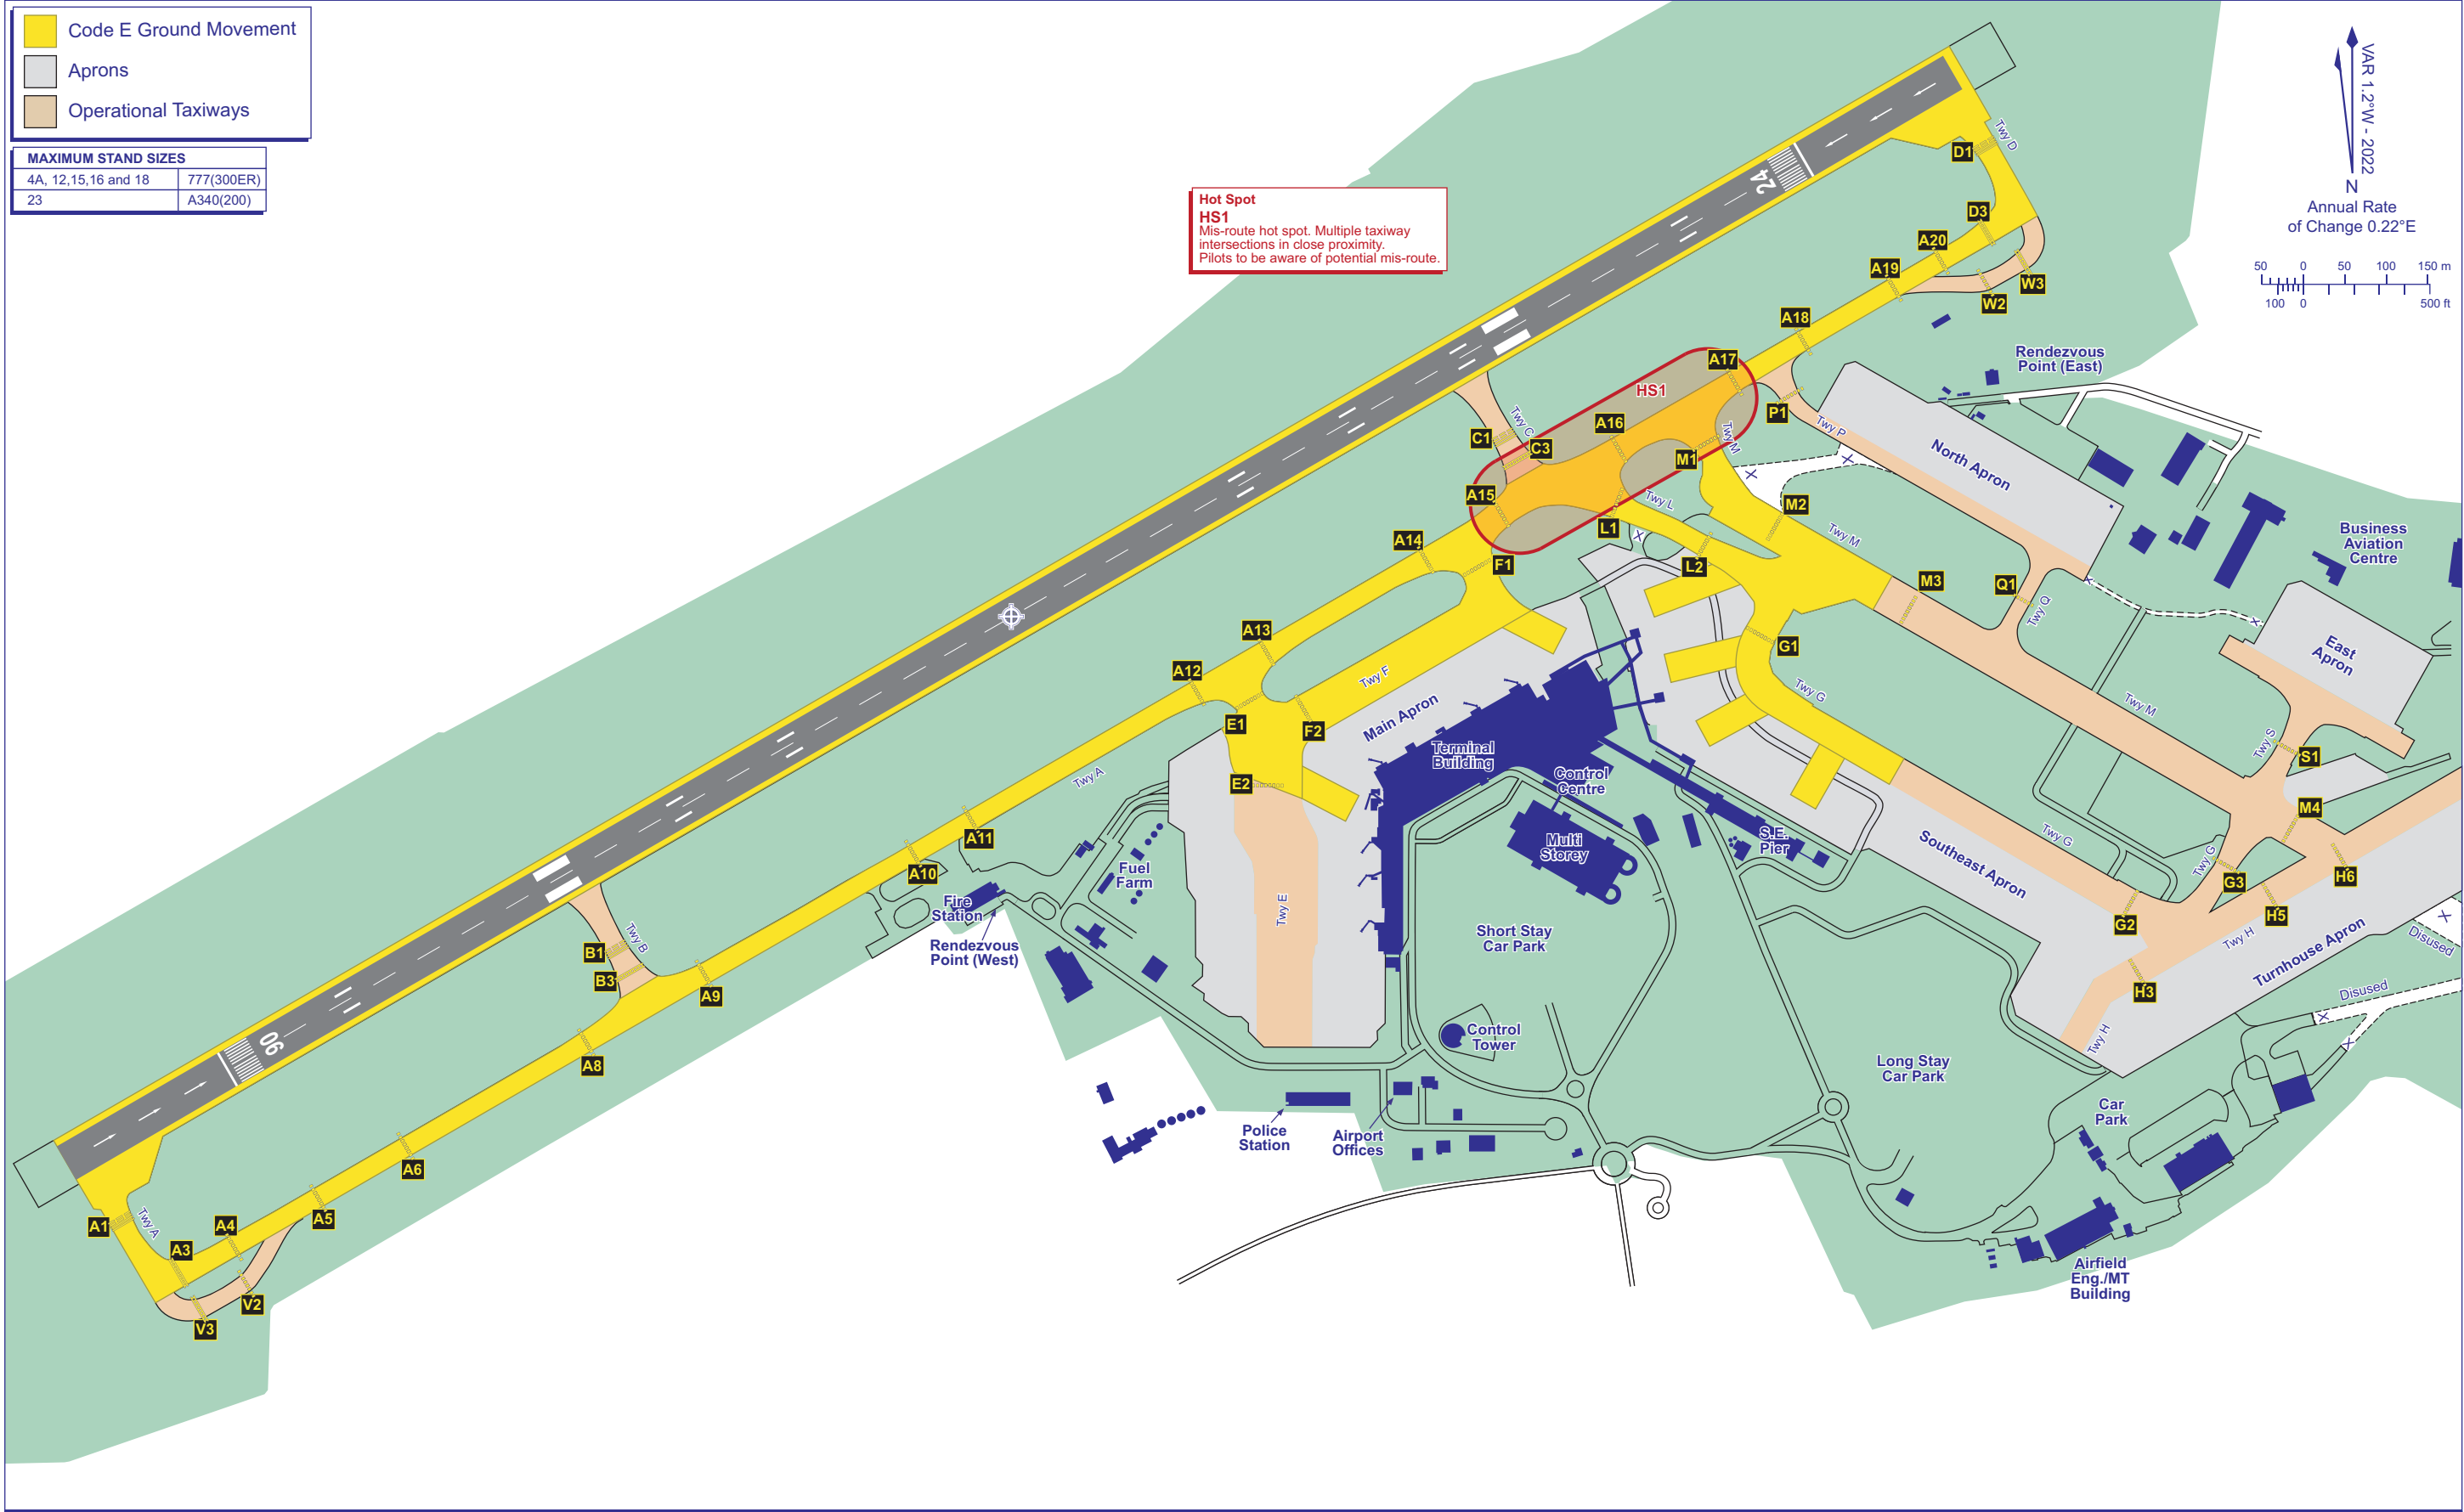 Code E Ground Movement
Aprons
Operational Taxiways
MAXIMUM STAND SIZES
4A, 12,15,16 and 18 777(300ER)
23 A340(200)
Hot Spot
HS1
Mis-route hot spot. Multiple taxiway
intersections in close proximity.
Pilots to be aware of potential mis-route.
VAR 1.2°W - 2022
N
Annual Rate
of Change 0.22°E
50 0 50 100 150 m
100 0 500 ft
24
Twy D
D1
D3
A20
A19
W3
W2
A18
Rendezvous
Point (East)
A17
HS1
P1
Twy P
A16
Twy C
C1
C3
Twy M
M1
X
X
North Apron
A15
Twy L
L1
M2
X
Twy M
A14
F1
L2
M3
Q1
Twy Q
X
X
Business
Aviation
Centre
East
Apron
A13
G1
A12
Twy F
Twy G
Twy M
E1
F2
Main Apron
Terminal
Building
Twy S
S1
Twy A
E2
Control
Centre
M4
A11
Multi
Storey
S.E.
Pier
Twy G
Southeast Apron
Twy G
A10
Fuel
Farm
G3
H6
Fire
Station
Twy E
G2
H5
X
Disused
Twy H
Rendezvous
Point (West)
Short Stay
Car Park
Turnhouse Apron
Twy B
B1
B3
A9
H3
Disused
X
X
06
Control
Tower
Twy H
A8
Long Stay
Car Park
Car
Park
Police
Station
Airport
Offices
A6
A5
A1
Twy A
A4
A3
V2
V3
Airfield
Eng./MT
Building